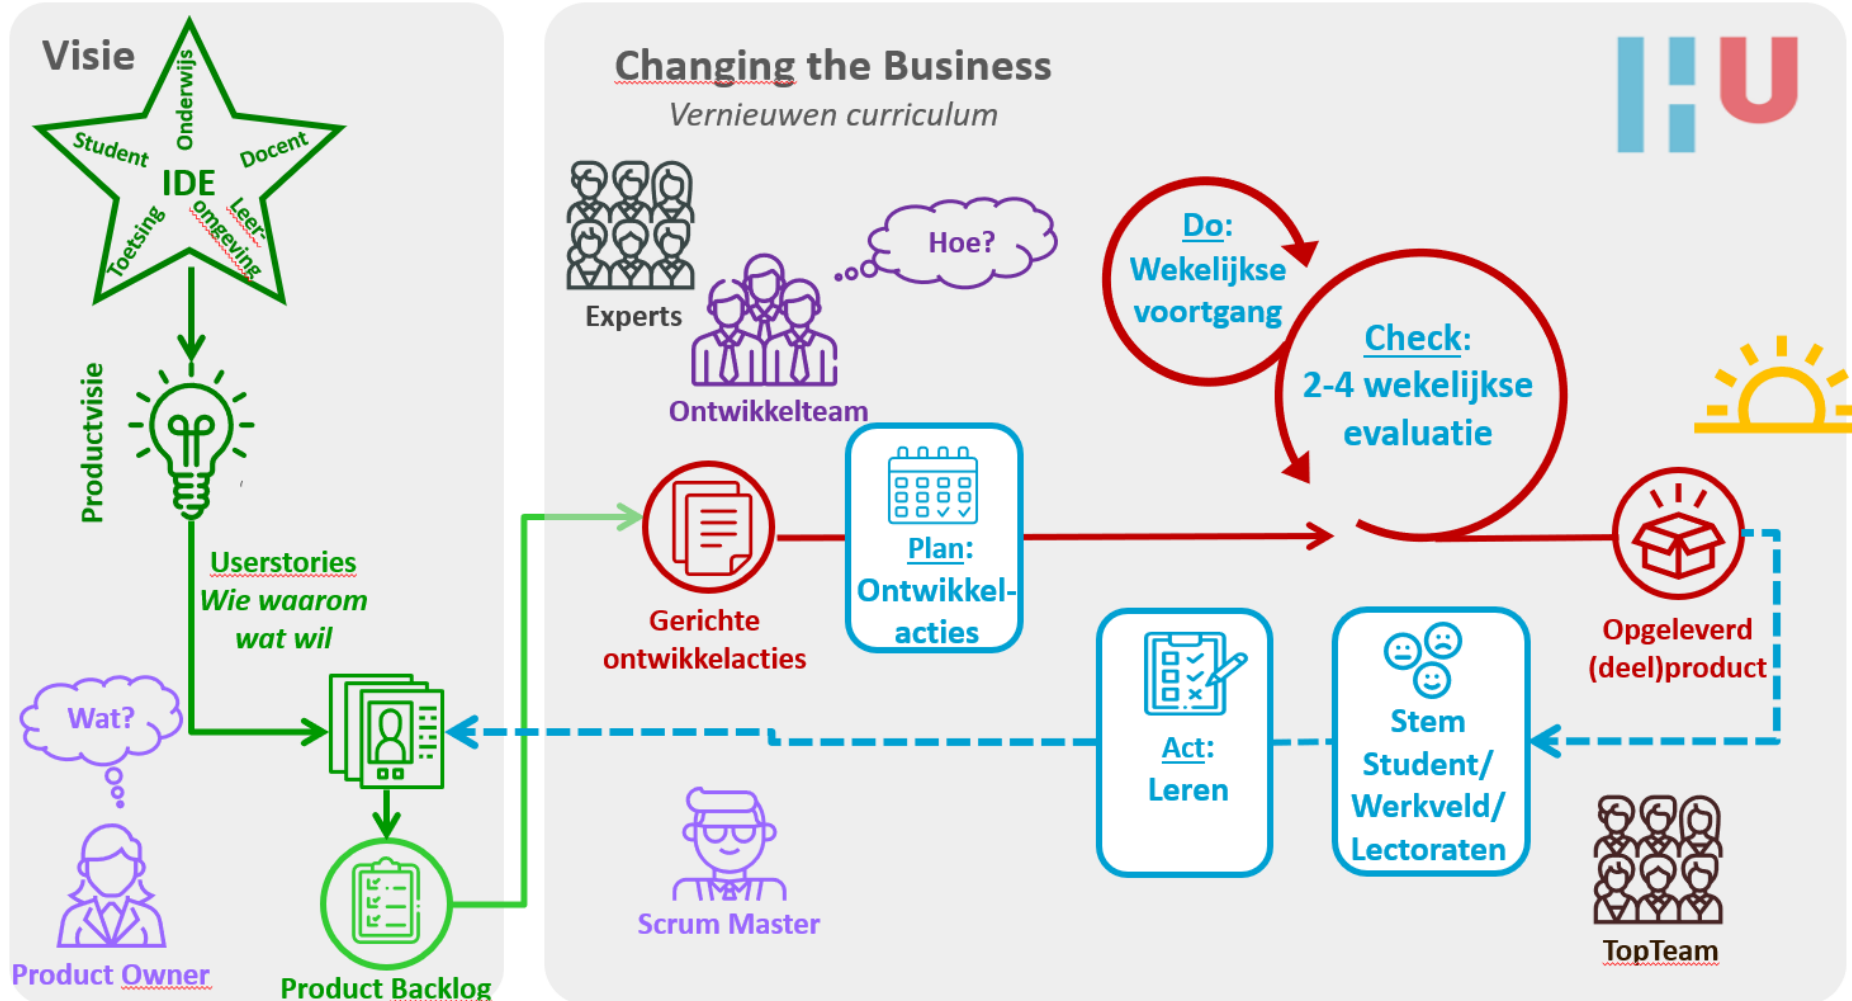 Visie
Onderwijs
Student
Docent
IDE
Toetsing
Leer-
omgeving
Productvisie
Userstories
Wie waarom
wat wil
Wat?
Product Owner
Product Backlog
Changing the Business
Vernieuwen curriculum
HU
Experts
Hoe?
Ontwikkelteam
Do:
Wekelijkse
voortgang
Check:
2-4 wekelijkse
evaluatie
Gerichte
ontwikkelacties
Plan:
Ontwikkel-
acties
Opgeleverd
(deel)product
Act:
Leren
Stem
Student/
Werkveld/
Lectoraten
Scrum Master
TopTeam